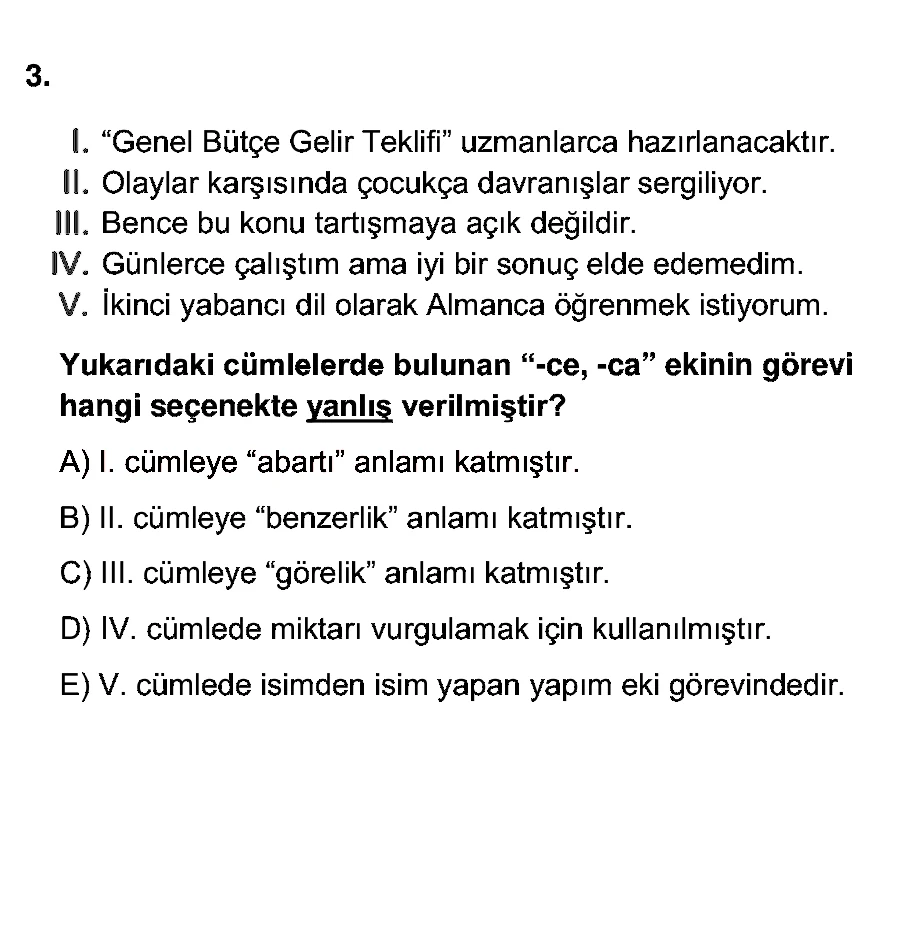 3.
I. “Genel Bütçe Gelir Teklifi” uzmanlarca hazırlanacaktır.
II. Olaylar karşısında çocukça davranışlar sergiliyor.
III. Bence bu konu tartışmaya açık değildir.
IV. Günlerce çalıştım ama iyi bir sonuç elde edemedim.
V. İkinci yabancı dil olarak Almanca öğrenmek istiyorum.
Yukarıdaki cümlelerde bulunan “-ce, -ca” ekinin görevi
hangi seçenekte yanlış verilmiştir?
A) I. cümleye “abartı” anlamı katmıştır.
B) II. cümleye “benzerlik” anlamı katmıştır.
C) III. cümleye “görelik” anlamı katmıştır.
D) IV. cümlede miktarı vurgulamak için kullanılmıştır.
E) V. cümlede isimden isim yapan yapım eki görevindedir.